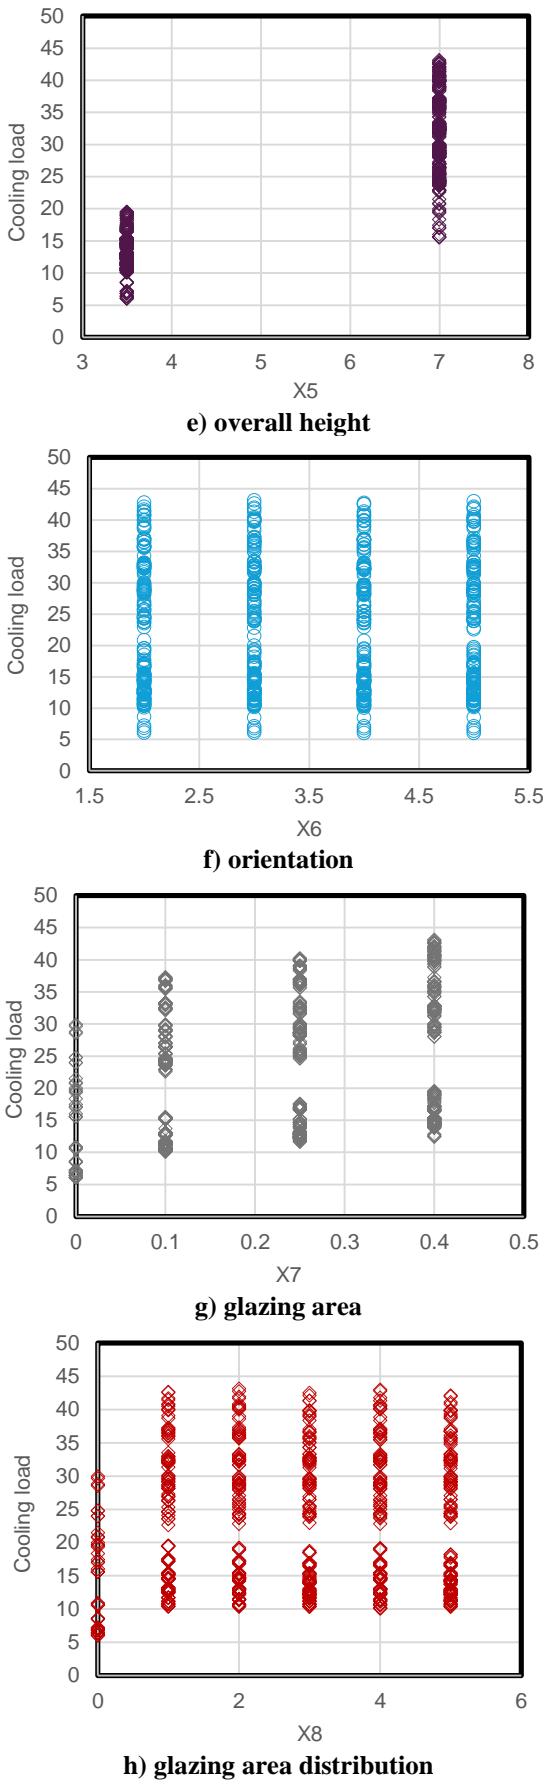 50
45
40
35
30
25
20
15
10
5
0
Cooling load
3 4 5 6 7 8
X5
e) overall height
50
45
40
35
30
25
20
15
10
5
0
Cooling load
1.5 2.5 3.5 4.5 5.5
X6
f) orientation
50
45
40
35
30
25
20
15
10
5
0
Cooling load
0 0.1 0.2 0.3 0.4 0.5
X7
g) glazing area
50
45
40
35
30
25
20
15
10
5
0
Cooling load
0 2 4 6
X8
h) glazing area distribution